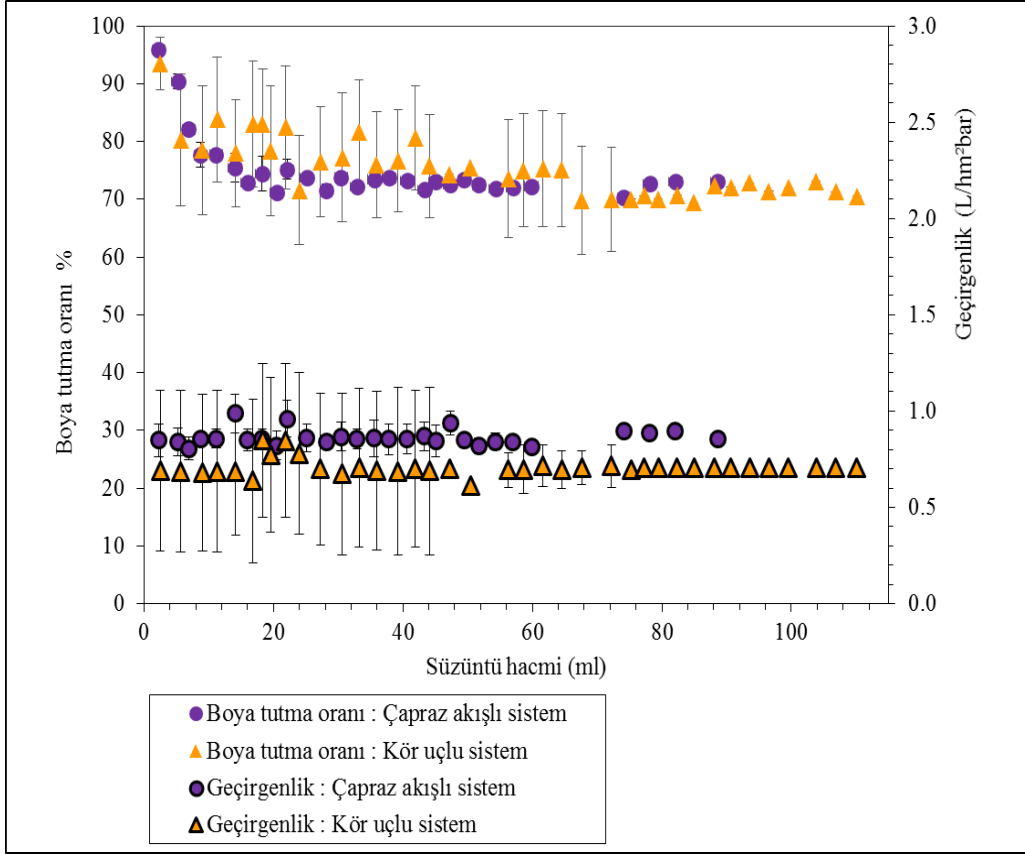 100
90
80
70
60
50
40
30
20
10
0
Boya tutma oranı %
3.0
2.5
2.0
1.5
1.0
0.5
0.0
Geçirgenlik (L/hm²bar)
0 20 40 60 80 100
Süzüntü hacmi (ml)
Boya tutma oranı : Çapraz akışlı sistem
Boya tutma oranı : Kör uçlu sistem
Geçirgenlik : Çapraz akışlı sistem
Geçirgenlik : Kör uçlu sistem